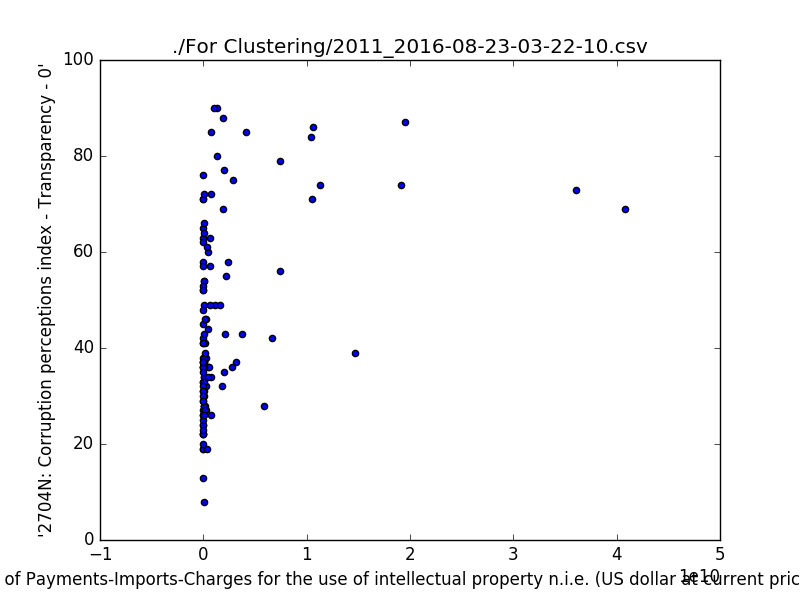 ./For Clustering/2011_2016-08-23-03-22-10.csv
'2704N: Corruption perceptions index - Transparency - 0'
100
80
60
40
20
0
−1 0 1 2 3 4 5
1e10
of Payments-Imports-Charges for the use of intellectual property n.i.e. (US dollar at current pric